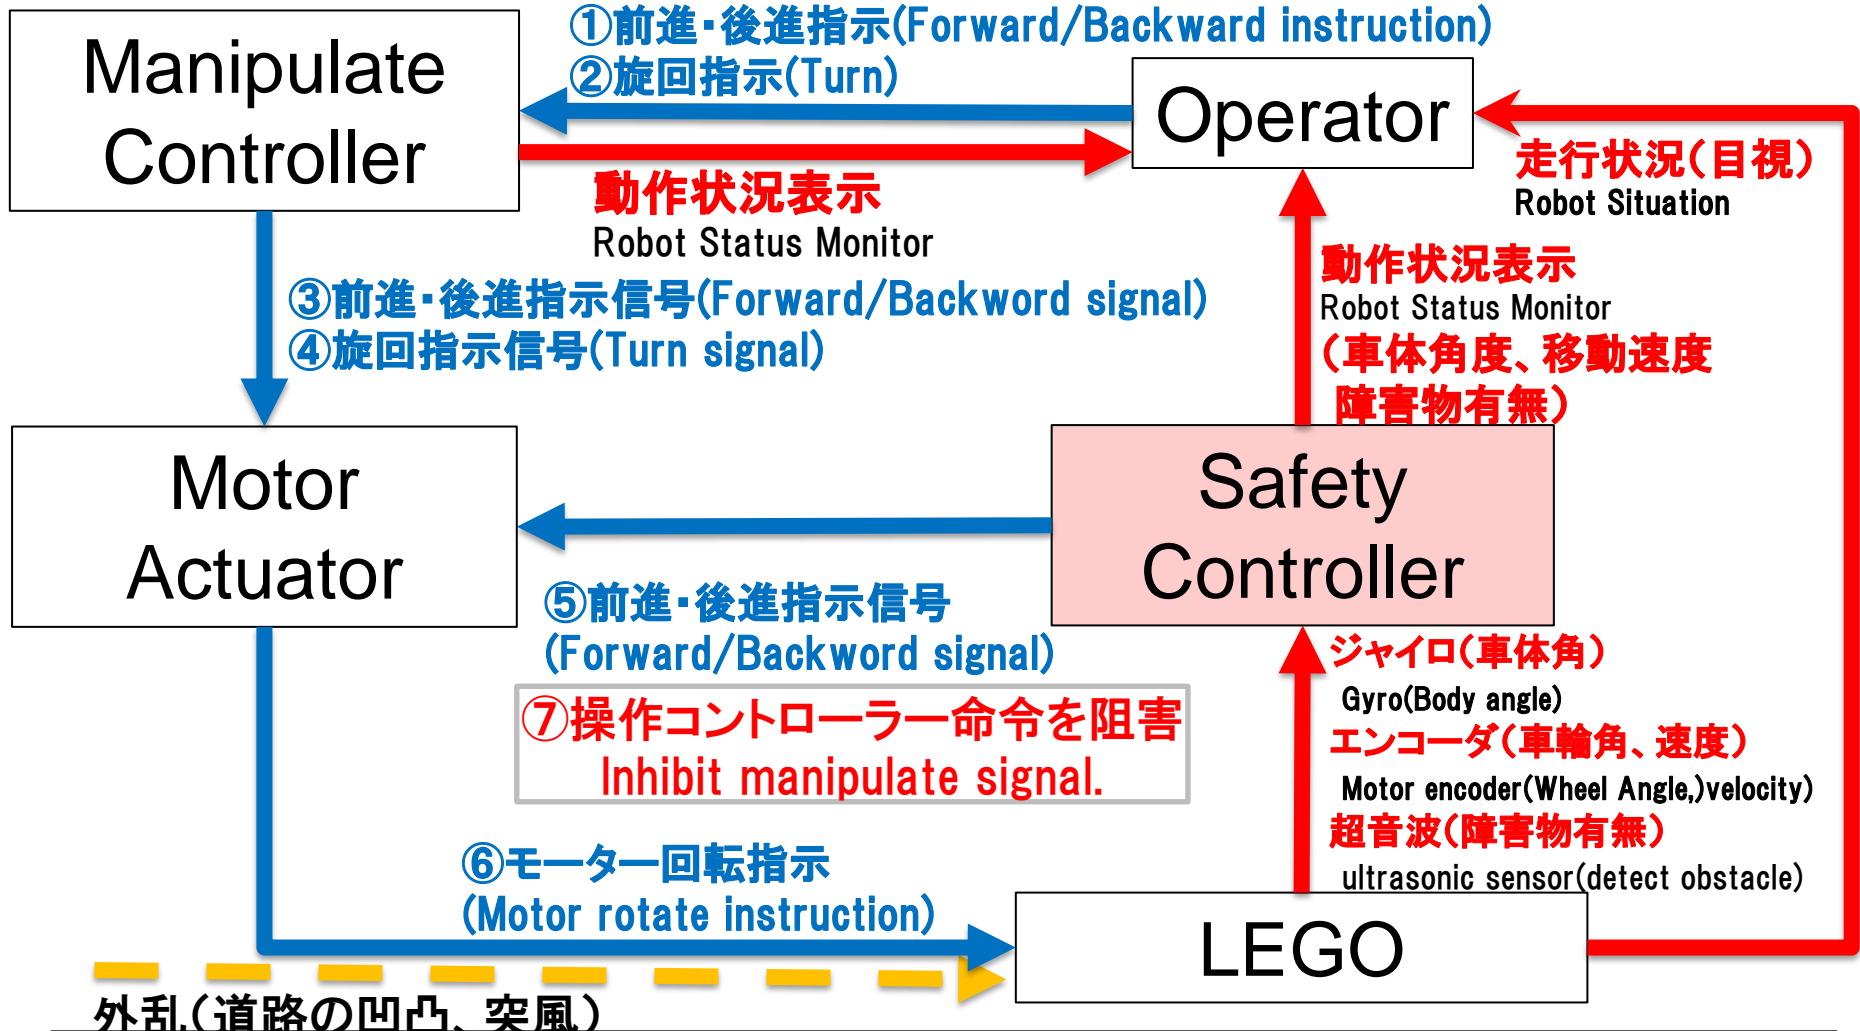 Manipulate
Controller
①前進・後進指示(Forward/Backward instruction)
②旋回指示(Turn)
Operator
動作状況表示
Robot Status Monitor
走行状況(目視)
Robot Situation
動作状況表示
Robot Status Monitor
(車体角度、移動速度
障害物有無)
③前進・後進指示信号(Forward/Backword signal)
④旋回指示信号(Turn signal)
Motor
Actuator
Safety
Controller
⑤前進・後進指示信号
(Forward/Backword signal)
⑦操作コントローラー命令を阻害
Inhibit manipulate signal.
ジャイロ(車体角)
Gyro(Body angle)
エンコーダ(車輪角、速度)
Motor encoder(Wheel Angle,)velocity)
超音波(障害物有無)
ultrasonic sensor(detect obstacle)
⑥モーター回転指示
(Motor rotate instruction)
LEGO
外乱(道路の凹凸、突風)